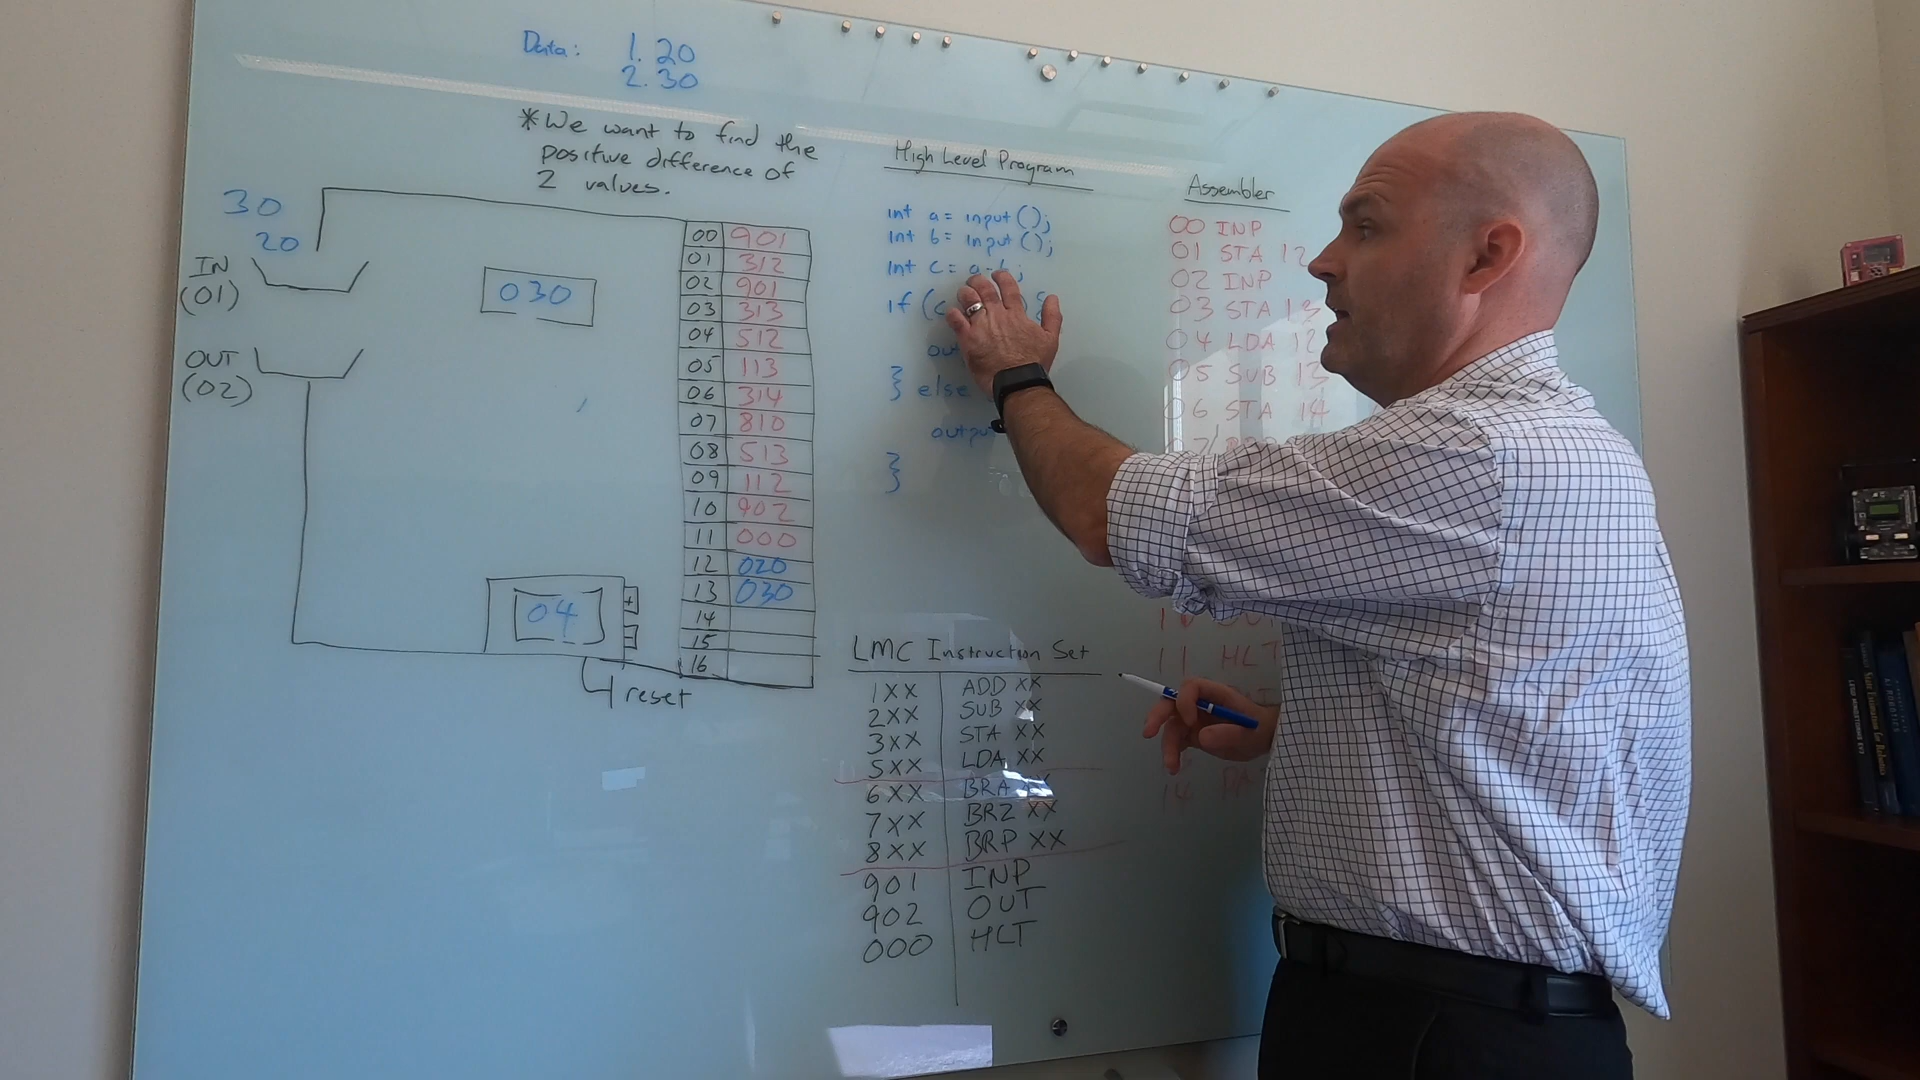 Data: 1. 20
2. 30
*We want to find the
positive difference of
2 values.
30
20
IN
(01)
OUT
(02)
030
04
+
-
reset
00 901
01 312
02 901
03 313
04 512
05 113
06 314
07 810
08 513
09 112
10 902
11 000
12 020
13 030
14
15
16
High Level Program
int a = input();
int b = input();
int c =
if (c
} else
}
Assembler
00 INP
01 STA 12
02 INP
03 STA 13
04 LDA 12
05 SUB 13
06 STA 14
11 HLT
14
LMC Instruction Set
1XX ADD XX
2XX SUB XX
3XX STA XX
5XX LDA XX
6XX BRA XX
7XX BRZ XX
8XX BRP XX
901 INP
902 OUT
000 HLT